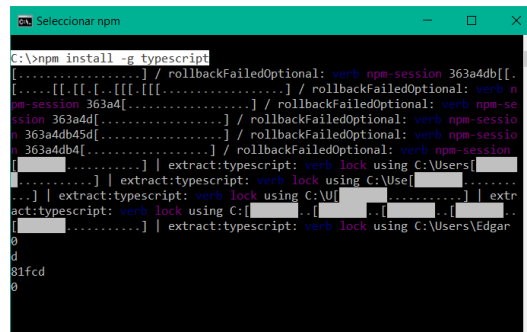 Seleccionar npm
C:\>npm install -g typescript
[.................] / rollbackFailedOptional: verb npm-session 363a4db[[.
[.....[[.[[.[..[[[.[[[.................] / rollbackFailedOptional: verb n
pm-session 363a4[.................] / rollbackFailedOptional: verb npm-se
ssion 363a4d[.................] / rollbackFailedOptional: verb npm-sessio
n 363a4db45d[.................] / rollbackFailedOptional: verb npm-sessio
n 363a4db4[.................] / rollbackFailedOptional: verb npm-session
[ ...........] | extract:typescript: verb lock using C:\Users[
...........] | extract:typescript: verb lock using C:\Use[ ........
...] | extract:typescript: verb lock using C:\U[ ...........] | extr
act:typescript: verb lock using C:[ ..[ ..[ ..[ ..
[ ...........] | extract:typescript: verb lock using C:\Users\Edgar
0
d
81fcd
0